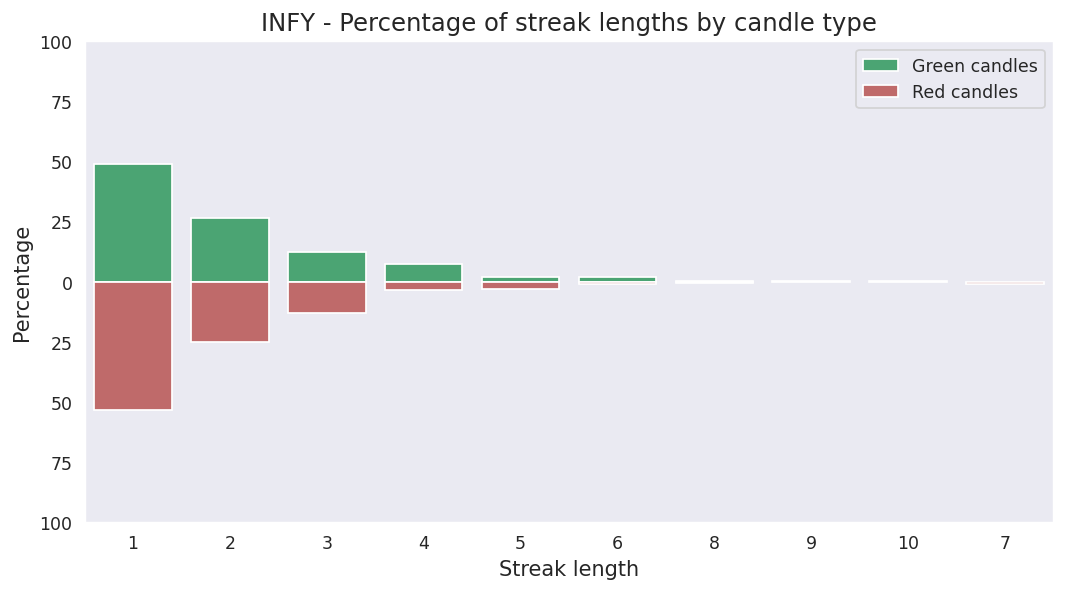 INFY - Percentage of streak lengths by candle type
Green candles
Red candles
Percentage
100
75
50
25
0
25
50
75
100
1 2 3 4 5 6 8 9 10 7
Streak length